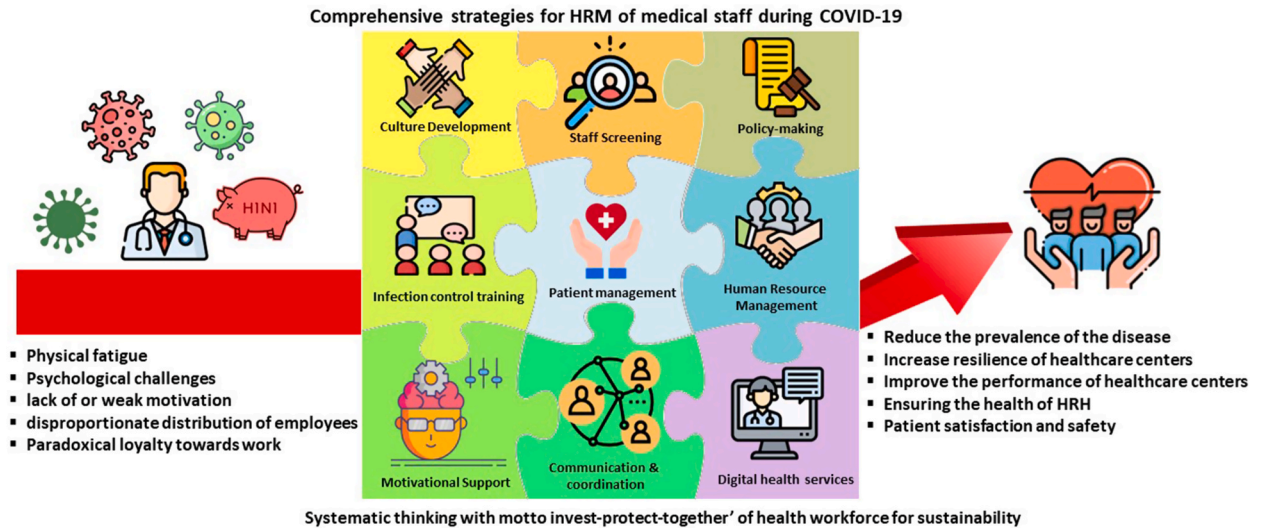 Comprehensive strategies for HRM of medical staff during COVID-19
H1N1
Physical fatigue
Psychological challenges
lack of or weak motivation
disproportionate distribution of employees
Paradoxical loyalty towards work
Culture Development
Staff Screening
Policy-making
Infection control training
Patient management
Human Resource
Management
Motivational Support
Communication &
coordination
Digital health services
Reduce the prevalence of the disease
Increase resilience of healthcare centers
Improve the performance of healthcare centers
Ensuring the health of HRH
Patient satisfaction and safety
Systematic thinking with motto invest-protect-together’ of health workforce for sustainability